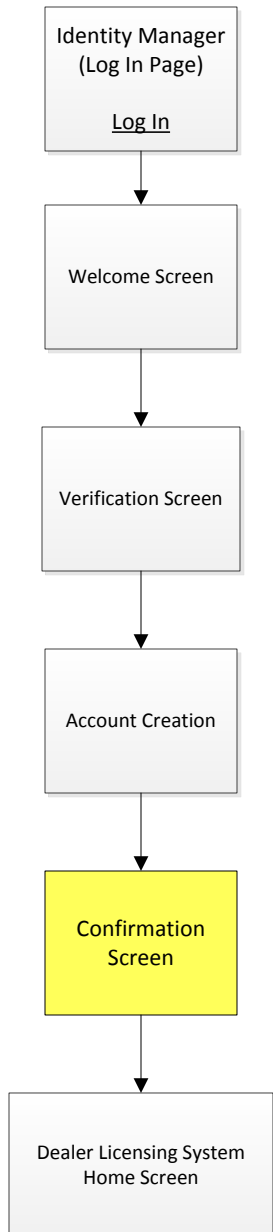 Identity Manager
(Log In Page)
Log In
Welcome Screen
Verification Screen
Account Creation
Confirmation
Screen
Dealer Licensing System
Home Screen